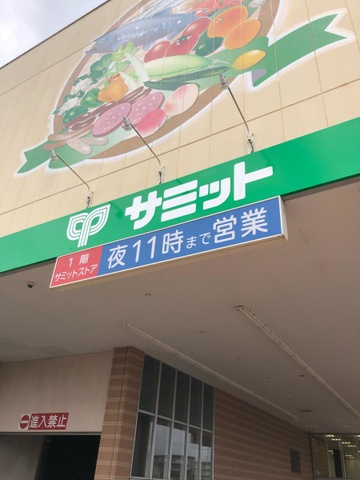 サミット
1階
サミットストア
夜11時まで営業
進入禁止